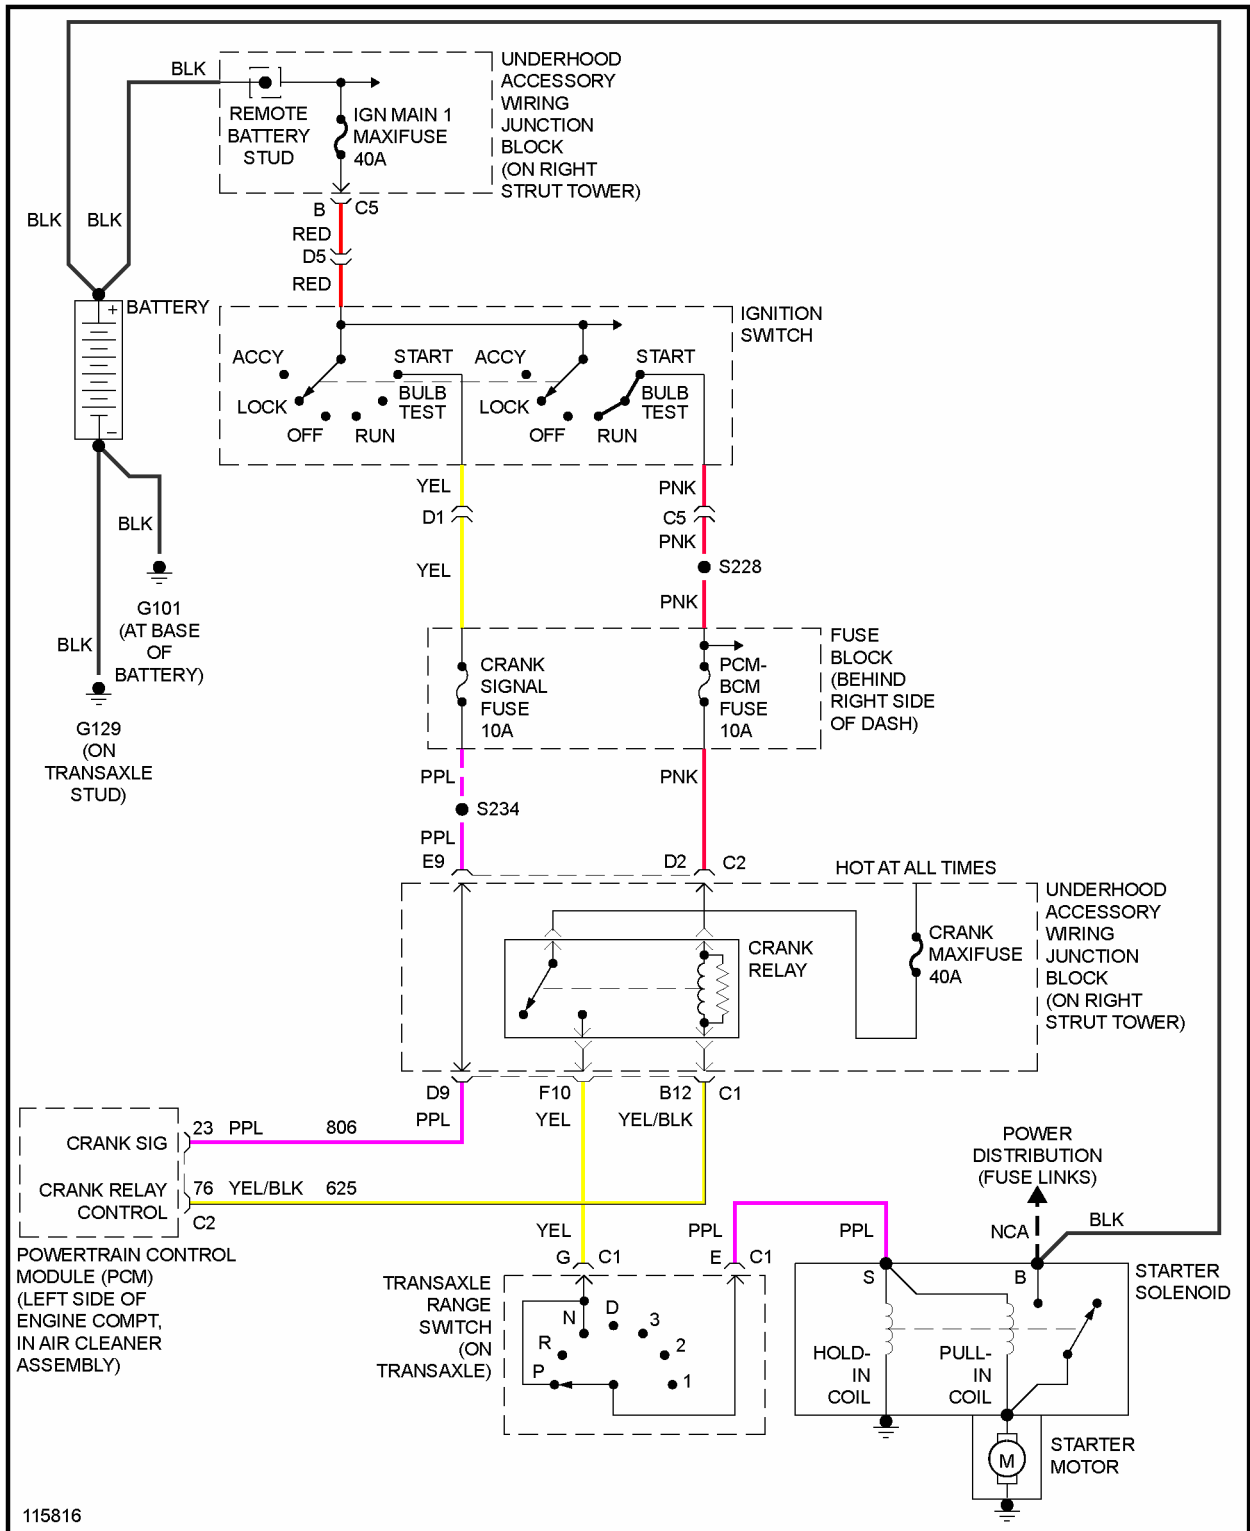 BLK
REMOTE
BATTERY
STUD
IGN MAIN 1
MAXIFUSE
40A
UNDERHOOD
ACCESSORY
WIRING
JUNCTION
BLOCK
(ON RIGHT
STRUT TOWER)
BLK
BLK
B
C5
RED
D5
RED
BATTERY
+
−
IGNITION
SWITCH
ACCY
START
LOCK
BULB
TEST
OFF
RUN
ACCY
START
LOCK
BULB
TEST
OFF
RUN
YEL
D1
YEL
PNK
C5
PNK
S228
PNK
BLK
G101
(AT BASE
OF
BATTERY)
BLK
G129
(ON
TRANSAXLE
STUD)
CRANK
SIGNAL
FUSE
10A
PCM-
BCM
FUSE
10A
FUSE
BLOCK
(BEHIND
RIGHT SIDE
OF DASH)
PPL
S234
PPL
E9
PNK
D2
C2
HOT AT ALL TIMES
CRANK
RELAY
CRANK
MAXIFUSE
40A
UNDERHOOD
ACCESSORY
WIRING
JUNCTION
BLOCK
(ON RIGHT
STRUT TOWER)
D9
F10
B12
C1
PPL
YEL
YEL/BLK
CRANK SIG
23 PPL 806
CRANK RELAY
CONTROL
76 YEL/BLK 625
C2
POWERTRAIN CONTROL
MODULE (PCM)
(LEFT SIDE OF
ENGINE COMPT,
IN AIR CLEANER
ASSEMBLY)
YEL
G
C1
PPL
E
C1
PPL
TRANSAXLE
RANGE
SWITCH
(ON
TRANSAXLE)
P
R
N
D
3
2
1
POWER
DISTRIBUTION
(FUSE LINKS)
NCA
BLK
S
B
STARTER
SOLENOID
HOLD-
IN
COIL
PULL-
IN
COIL
M
STARTER
MOTOR
115816